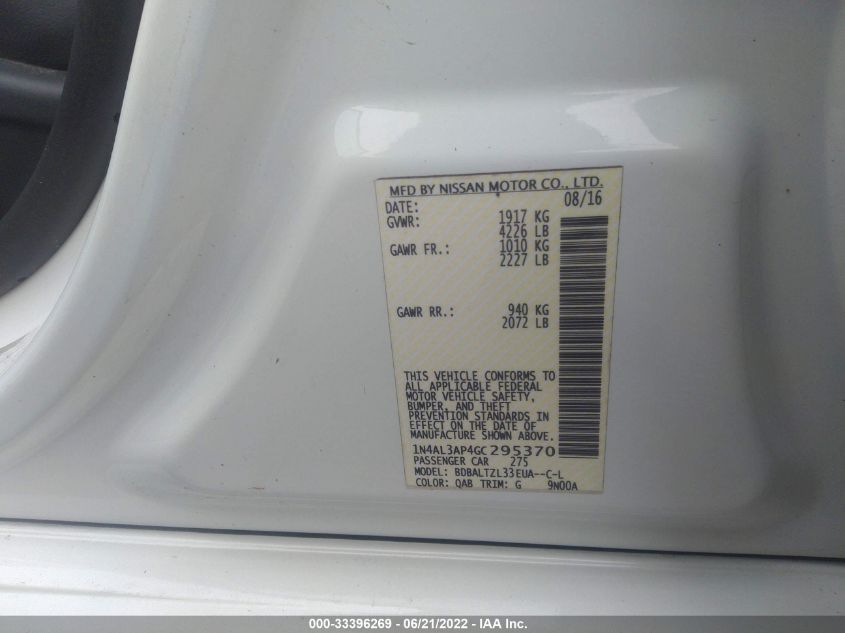 MFD BY NISSAN MOTOR CO., LTD.
DATE: 08/16
GVWR: 1917 KG
4226 LB
GAWR FR.: 1010 KG
2227 LB
GAWR RR.: 940 KG
2072 LB
THIS VEHICLE CONFORMS TO
ALL APPLICABLE FEDERAL
MOTOR VEHICLE SAFETY,
BUMPER, AND THEFT
PREVENTION STANDARDS IN
EFFECT ON THE DATE OF
MANUFACTURE SHOWN ABOVE.
1N4AL3AP4GC295370
PASSENGER CAR 275
MODEL: BDBALTZL33EUA--C-L
COLOR: QAB TRIM: G 9N00A
000-33396269 - 06/21/2022 - IAA Inc.